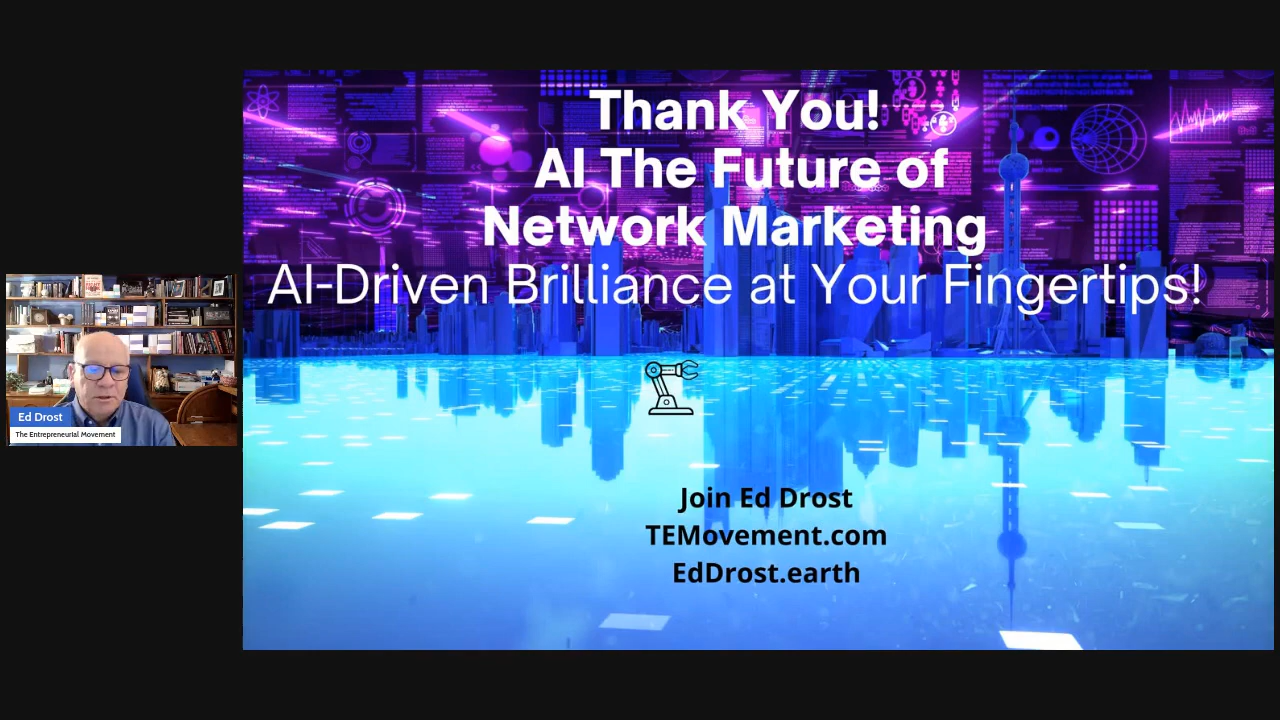 Thank You!
AI The Future of
Network Marketing
AI-Driven Brilliance at Your Fingertips!
Ed Drost
The Entrepreneurial Movement
Join Ed Drost
TEMovement.com
EdDrost.earth